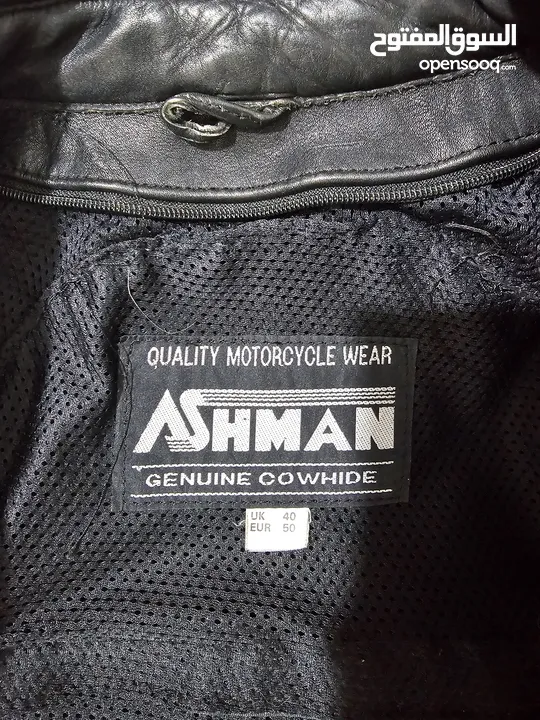 السوق المفتوح
opensooq.com
QUALITY MOTORCYCLE WEAR
ASHMAN
GENUINE COWHIDE
UK 40
EUR 50